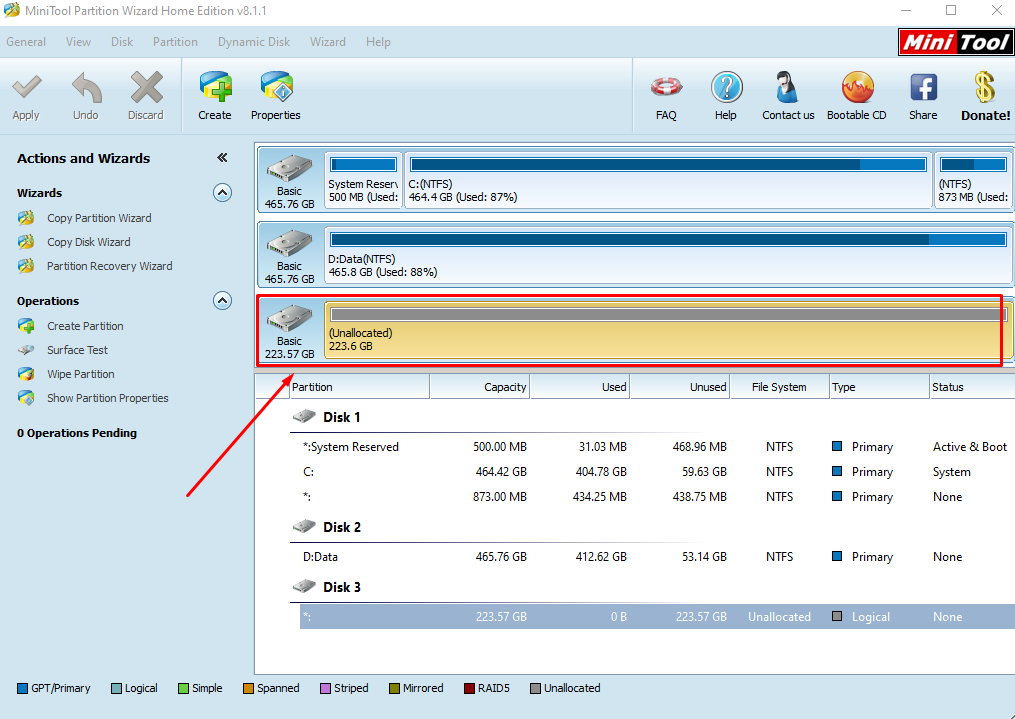 MiniTool Partition Wizard Home Edition v8.1.1
General View Disk Partition Dynamic Disk Wizard Help
Mini Tool
Apply Undo Discard Create Properties FAQ Help Contact us Bootable CD Share Donate!
Actions and Wizards
Wizards
Copy Partition Wizard
Copy Disk Wizard
Partition Recovery Wizard
Operations
Create Partition
Surface Test
Wipe Partition
Show Partition Properties
0 Operations Pending
Basic
465.76 GB
System Reserv
500 MB (Used:
C:(NTFS)
464.4 GB (Used: 87%)
(NTFS)
873 MB (Used:
Basic
465.76 GB
D:Data(NTFS)
465.8 GB (Used: 88%)
Basic
223.57 GB
(Unallocated)
223.6 GB
Partition Capacity Used Unused File System Type Status
Disk 1
*:System Reserved 500.00 MB 31.03 MB 468.96 MB NTFS Primary Active & Boot
C: 464.42 GB 404.78 GB 59.63 GB NTFS Primary System
*: 873.00 MB 434.25 MB 438.75 MB NTFS Primary None
Disk 2
D:Data 465.76 GB 412.62 GB 53.14 GB NTFS Primary None
Disk 3
*: 223.57 GB 0 B 223.57 GB Unallocated Logical None
GPT/Primary Logical Simple Spanned Striped Mirrored RAID5 Unallocated